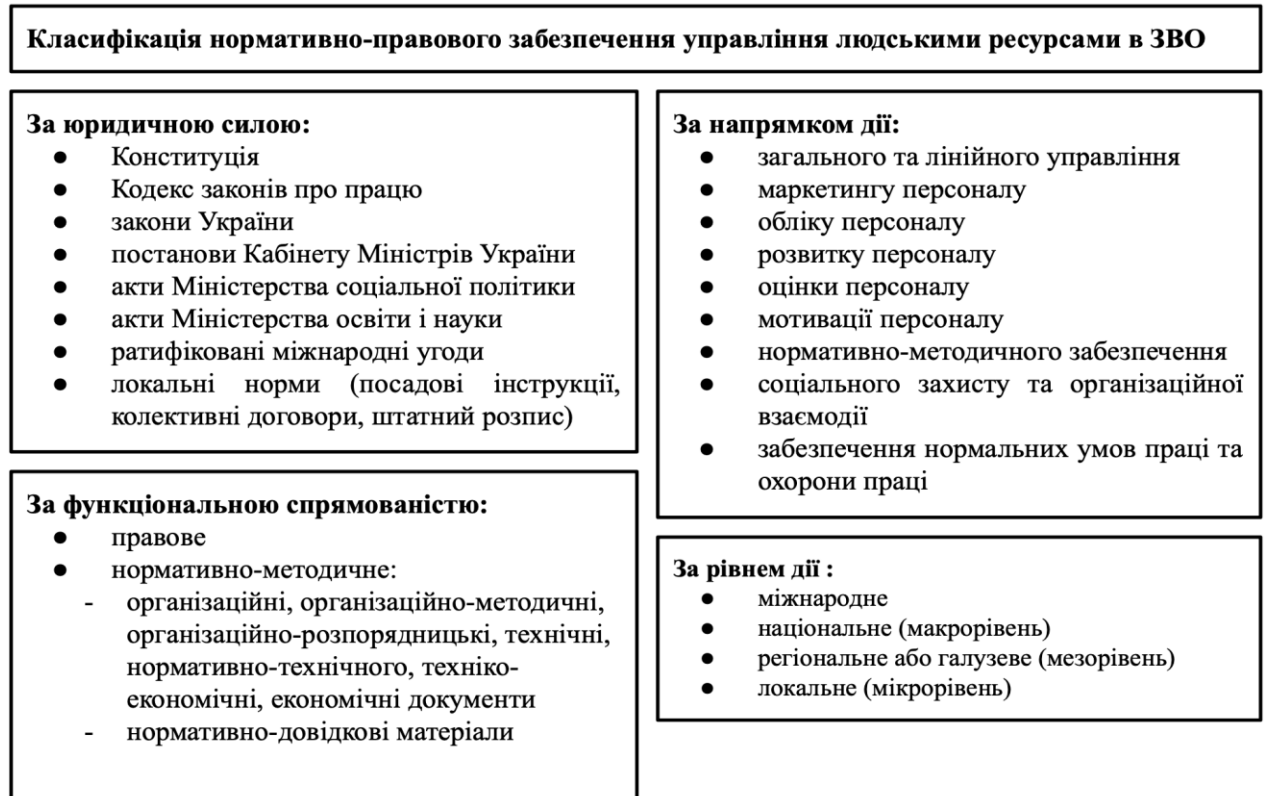 Класифікація нормативно-правового забезпечення управління людськими ресурсами в ЗВО
За юридичною силою:
● Конституція
● Кодекс законів про працю
● закони України
● постанови Кабінету Міністрів України
● акти Міністерства соціальної політики
● акти Міністерства освіти і науки
● ратифіковані міжнародні угоди
● локальні норми (посадові інструкції,
колективні договори, штатний розпис)
За функціональною спрямованістю:
● правове
● нормативно-методичне:
- організаційні, організаційно-методичні,
організаційно-розпорядницькі, технічні,
нормативно-технічного, техніко-
економічні, економічні документи
- нормативно-довідкові матеріали
За напрямком дії:
● загального та лінійного управління
● маркетингу персоналу
● обліку персоналу
● розвитку персоналу
● оцінки персоналу
● мотивації персоналу
● нормативно-методичного забезпечення
● соціального захисту та організаційної
взаємодії
● забезпечення нормальних умов праці та
охорони праці
За рівнем дії :
● міжнародне
● національне (макрорівень)
● регіональне або галузеве (мезорівень)
● локальне (мікрорівень)